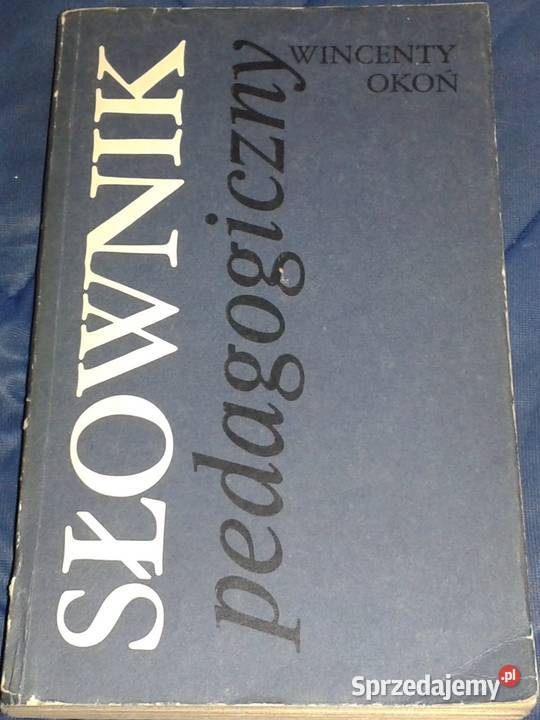 WINCENTY
OKOŃ
SŁOWNIK
pedagogiczny
Sprzedajemy.pl